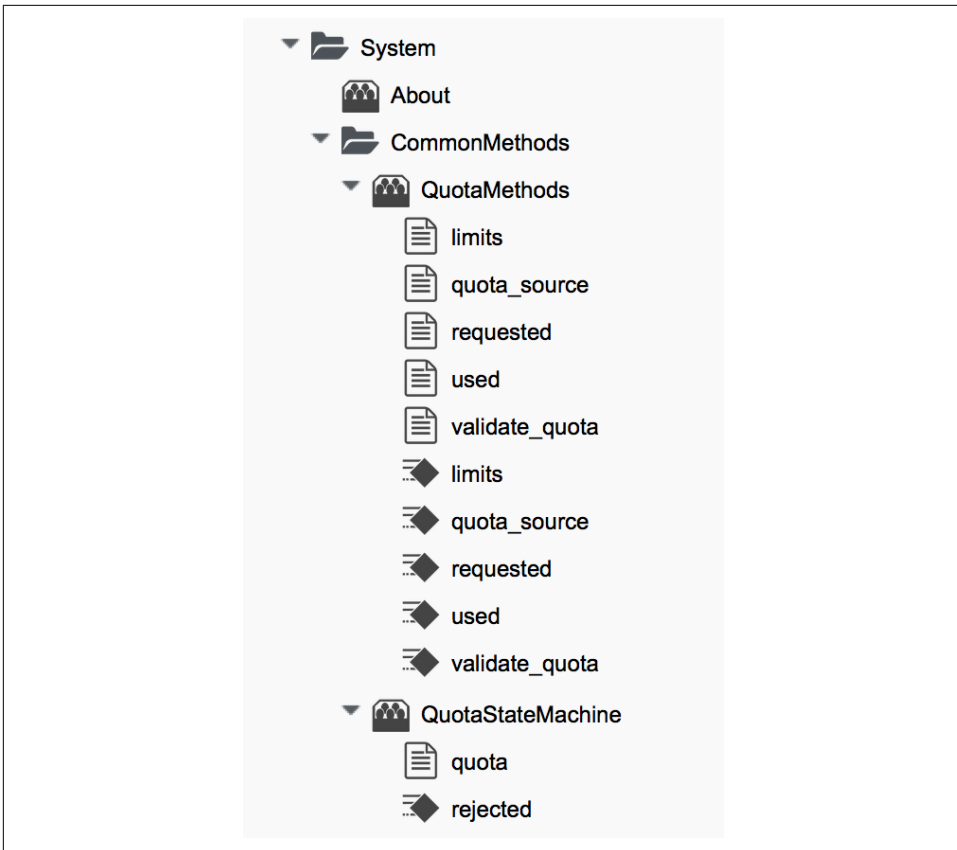 System
About
CommonMethods
QuotaMethods
limits
quota_source
requested
used
validate_quota
limits
quota_source
requested
used
validate_quota
QuotaStateMachine
quota
rejected